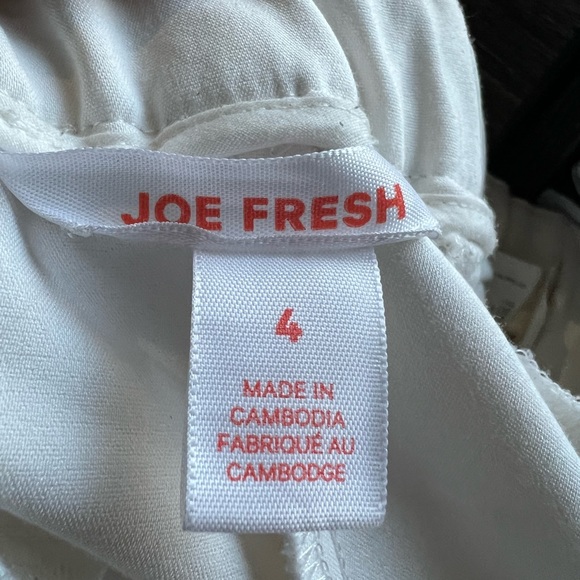 JOE FRESH
4
MADE IN
CAMBODIA
FABRIQUÉ AU
CAMBODGE